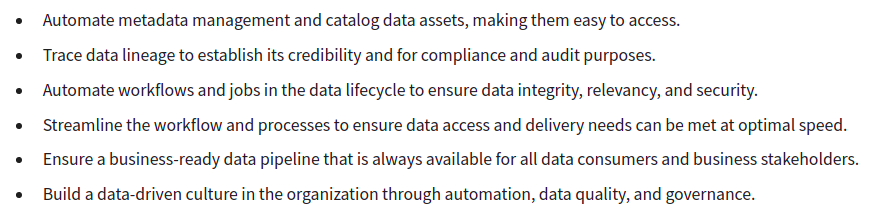 • Automate metadata management and catalog data assets, making them easy to access.
• Trace data lineage to establish its credibility and for compliance and audit purposes.
• Automate workflows and jobs in the data lifecycle to ensure data integrity, relevancy, and security.
• Streamline the workflow and processes to ensure data access and delivery needs can be met at optimal speed.
• Ensure a business-ready data pipeline that is always available for all data consumers and business stakeholders.
• Build a data-driven culture in the organization through automation, data quality, and governance.